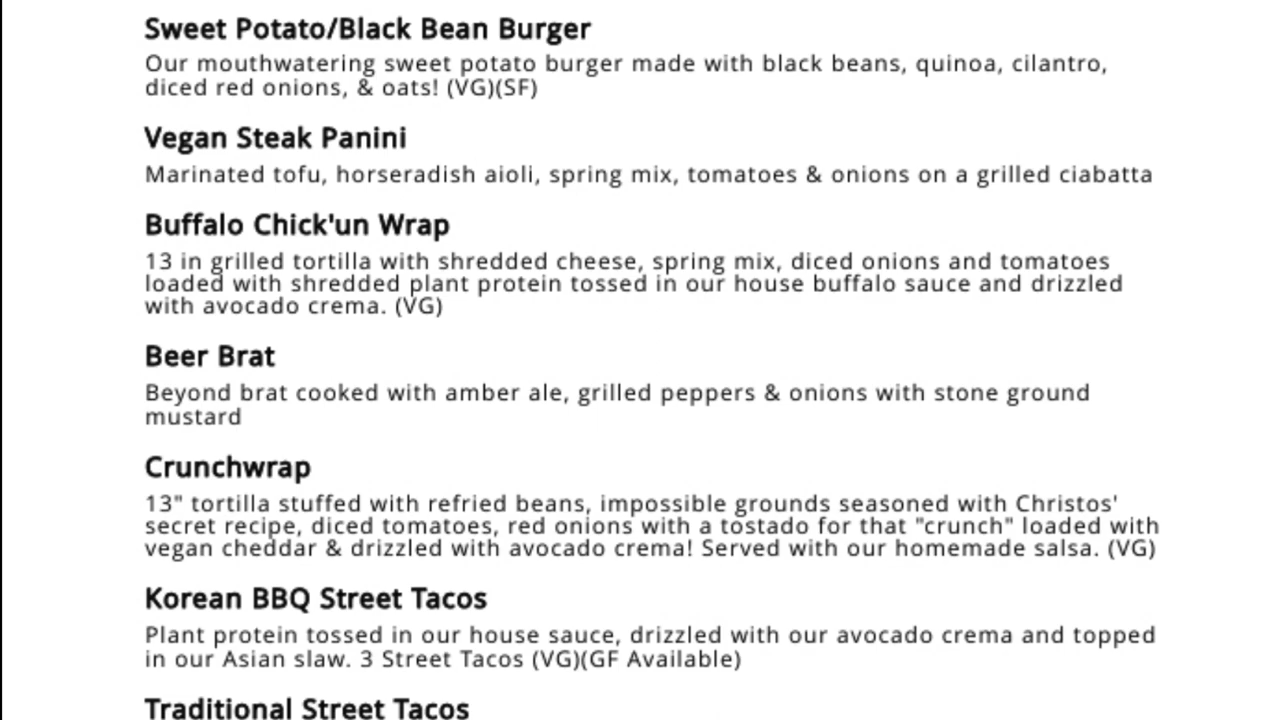 Sweet Potato/Black Bean Burger
Our mouthwatering sweet potato burger made with black beans, quinoa, cilantro,
diced red onions, & oats! (VG)(SF)
Vegan Steak Panini
Marinated tofu, horseradish aioli, spring mix, tomatoes & onions on a grilled ciabatta
Buffalo Chick'un Wrap
13 in grilled tortilla with shredded cheese, spring mix, diced onions and tomatoes
loaded with shredded plant protein tossed in our house buffalo sauce and drizzled
with avocado crema. (VG)
Beer Brat
Beyond brat cooked with amber ale, grilled peppers & onions with stone ground
mustard
Crunchwrap
13" tortilla stuffed with refried beans, impossible grounds seasoned with Christos'
secret recipe, diced tomatoes, red onions with a tostado for that "crunch" loaded with
vegan cheddar & drizzled with avocado crema! Served with our homemade salsa. (VG)
Korean BBQ Street Tacos
Plant protein tossed in our house sauce, drizzled with our avocado crema and topped
in our Asian slaw. 3 Street Tacos (VG)(GF Available)
Traditional Street Tacos